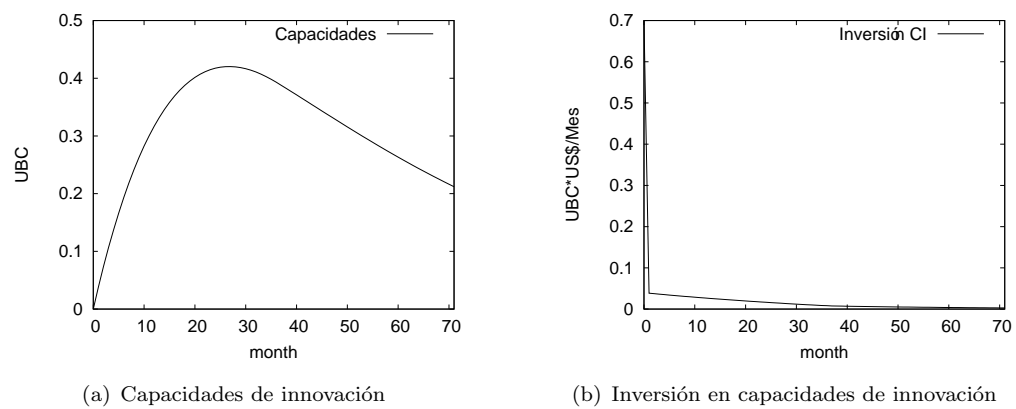 0.5
0.4
0.3
0.2
0.1
0
UBC
Capacidades
0 10 20 30 40 50 60 70
month
(a) Capacidades de innovación
0.7
0.6
0.5
0.4
0.3
0.2
0.1
0
UBC*US$/Mes
Inversión CI
0 10 20 30 40 50 60 70
month
(b) Inversión en capacidades de innovación